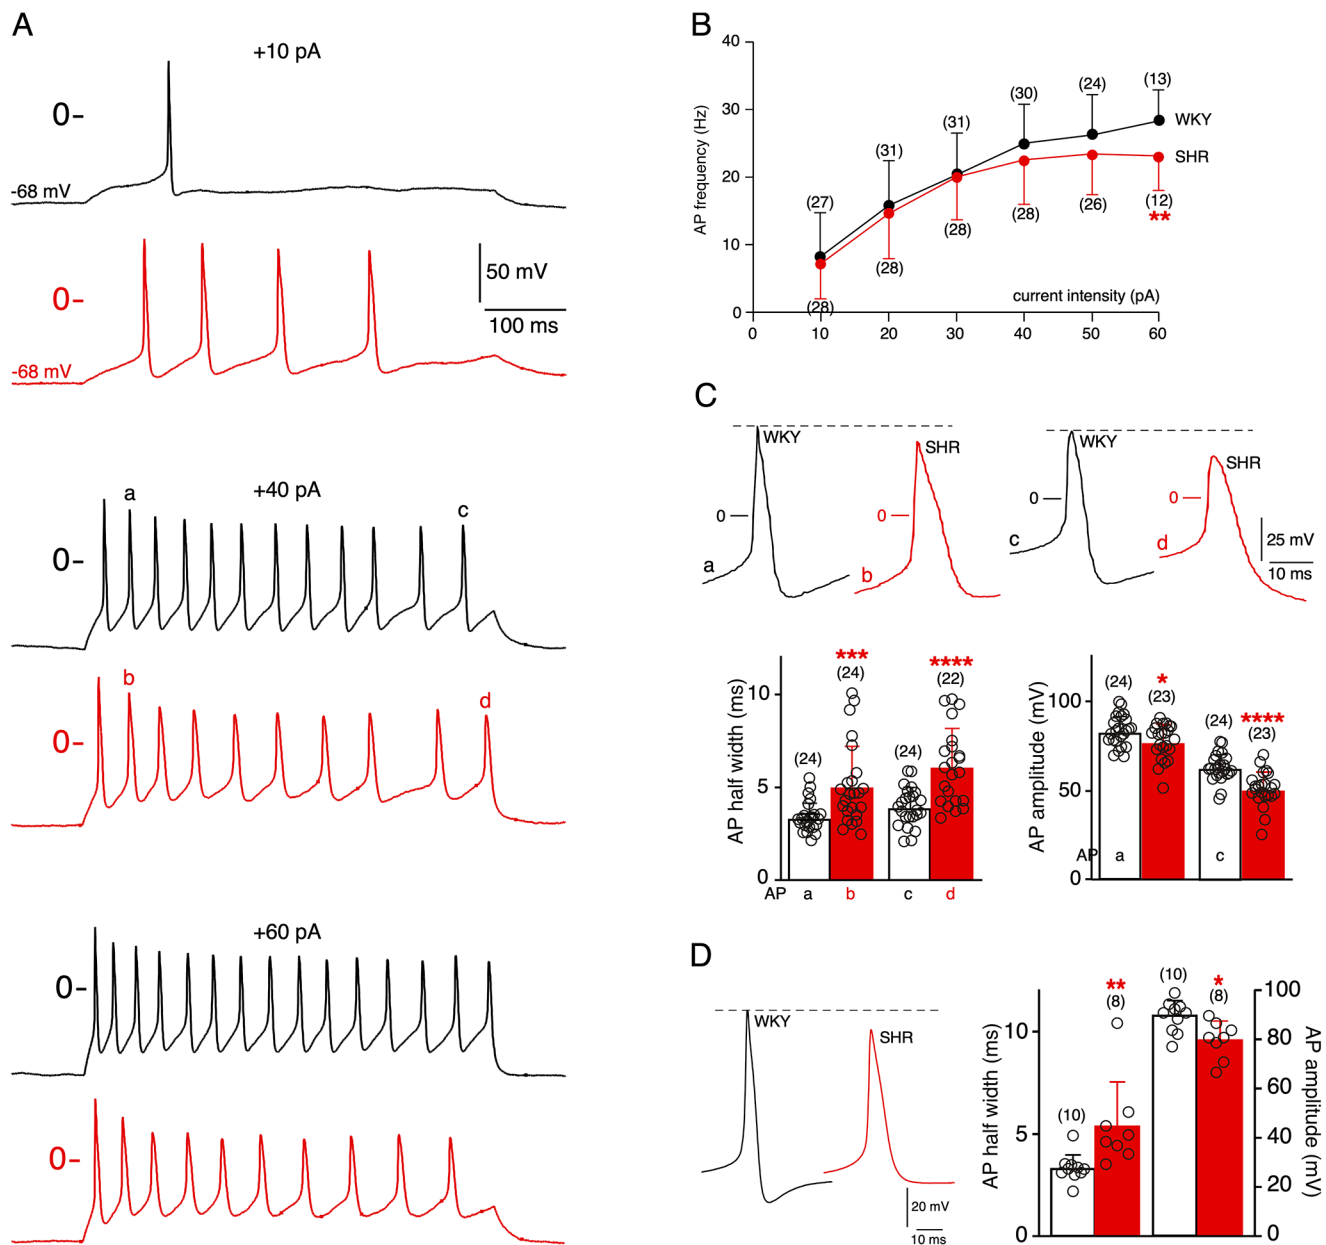 A
+10 pA
0-
-68 mV
0-
-68 mV
50 mV
100 ms
+40 pA
a
c
0-
b
d
0-
+60 pA
0-
0-
B
AP frequency (Hz)
40
30
20
10
0
(27)
(31)
(31)
(30)
(24)
(13)
WKY
SHR
(28)
(28)
(28)
(28)
(26)
(12)
**
current intensity (pA)
0
10
20
30
40
50
60
C
WKY
SHR
0
0
a
b
WKY
SHR
0
0
c
d
25 mV
10 ms
AP half width (ms)
10
5
0
(24)
***
(24)
(24)
****
(22)
AP
a
b
c
d
AP amplitude (mV)
100
50
0
(24)
*
(23)
(24)
****
(23)
AP
a
c
D
WKY
SHR
20 mV
10 ms
AP half width (ms)
10
5
0
(10)
**
(8)
(10)
*
(8)
100
80
60
40
20
0
AP amplitude (mV)